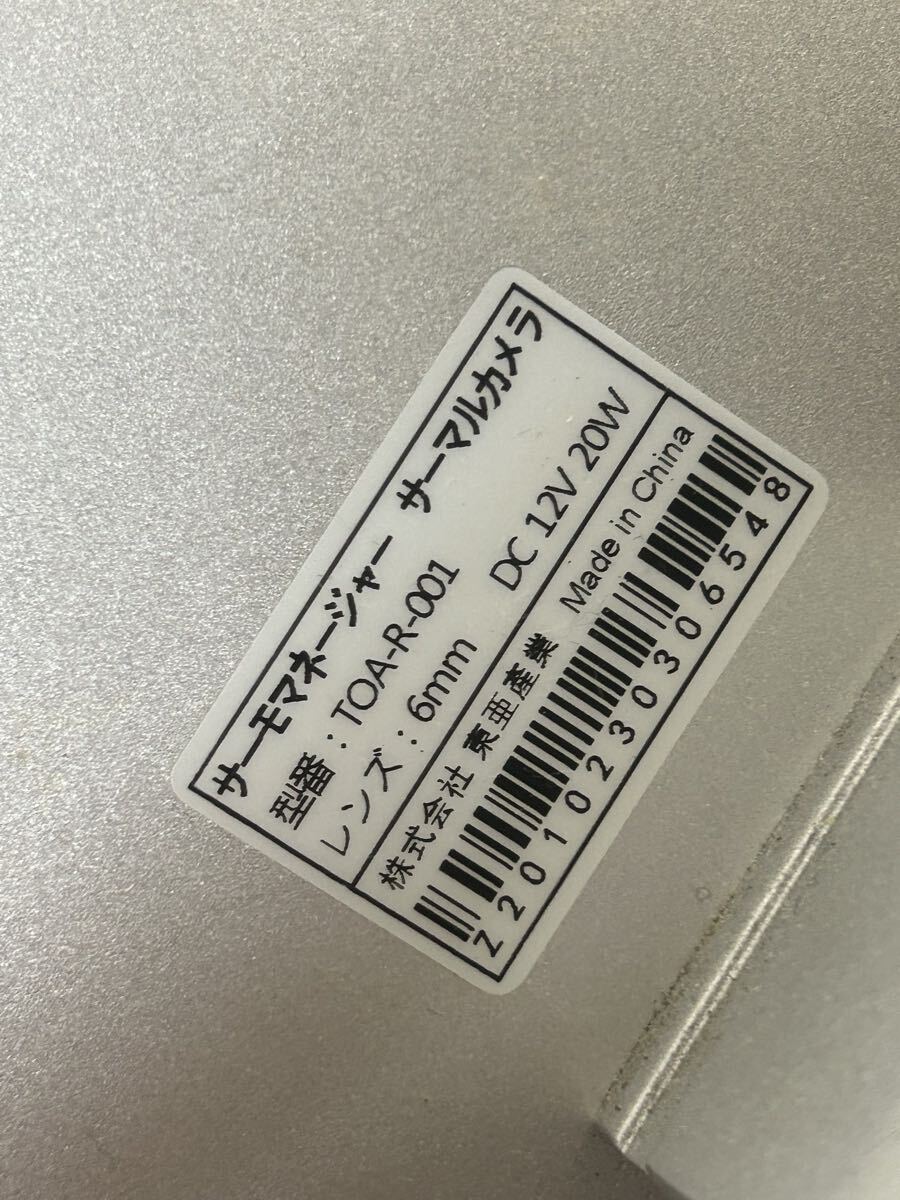 サーモマネージャー サーマルカメラ
型番：TOA-R-001
レンズ：6mm DC 12V 20W
株式会社 東亜産業 Made in China
Z2010230306548